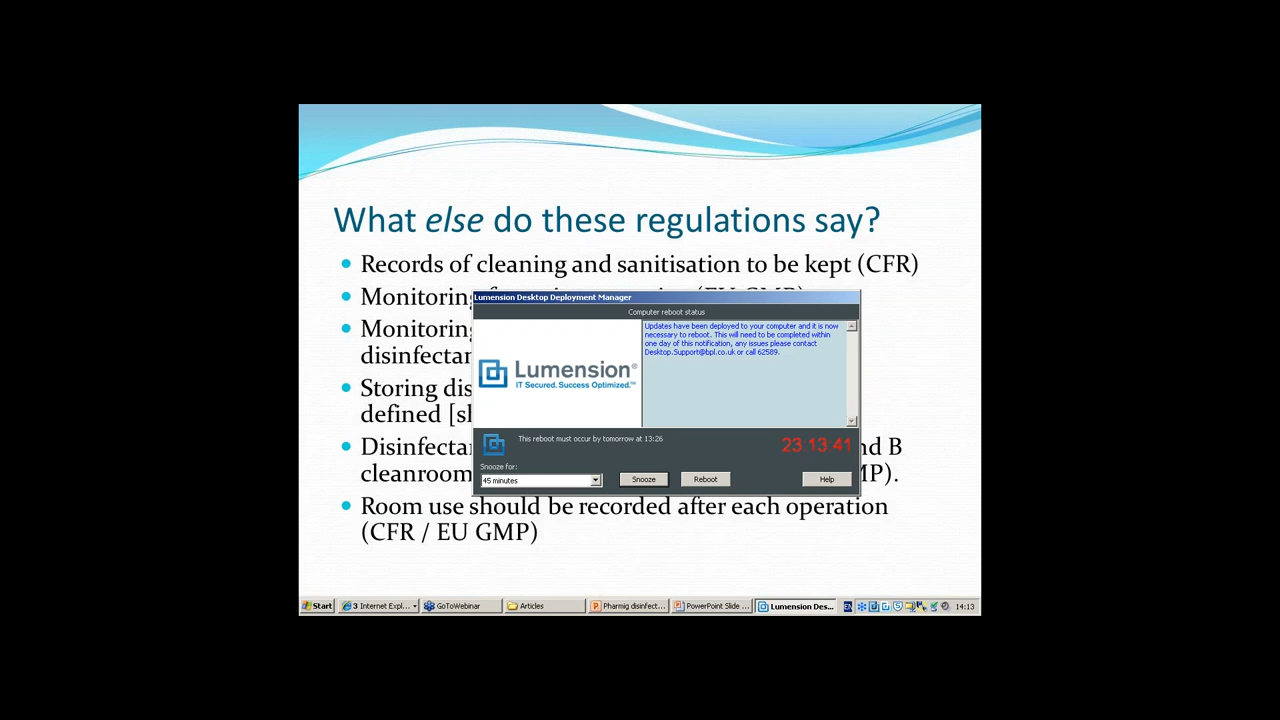 What else do these regulations say?
Records of cleaning and sanitisation to be kept (CFR)
Monitoring
Lumension Desktop Deployment Manager
Computer reboot status
Updates have been deployed to your computer and it is now
necessary to reboot. This will need to be completed within
one day of this notification, any issues please contact
Desktop.Support@bpl.co.uk or call 62589.
Lumension®
IT Secured. Success Optimized.™
This reboot must occur by tomorrow at 13:26
23:13:41
Snooze for:
45 minutes
Snooze
Reboot
Help
Monitoring
Storing
defined
nd B
Room use should be recorded after each operation
(CFR / EU GMP)
Start
3 Internet Expl...
GoToWebinar
Articles
Pharmig disinfect...
PowerPoint Slide ...
Lumension Des...
EN
14:13